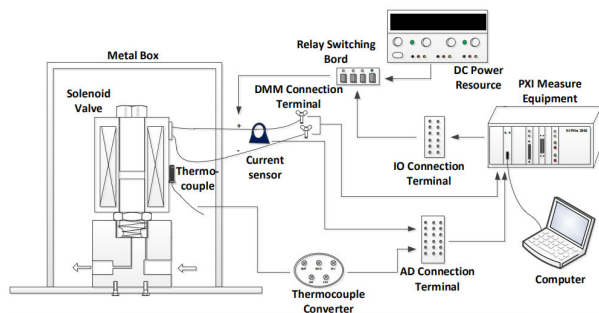 Metal Box
Solenoid
Valve
Relay Switching
Bord
DMM Connection
Terminal
DC Power
Resource
PXI Measure
Equipment
+
-
Thermo-
couple
Current
sensor
IO Connection
Terminal
AD Connection
Terminal
Thermocouple
Converter
Computer